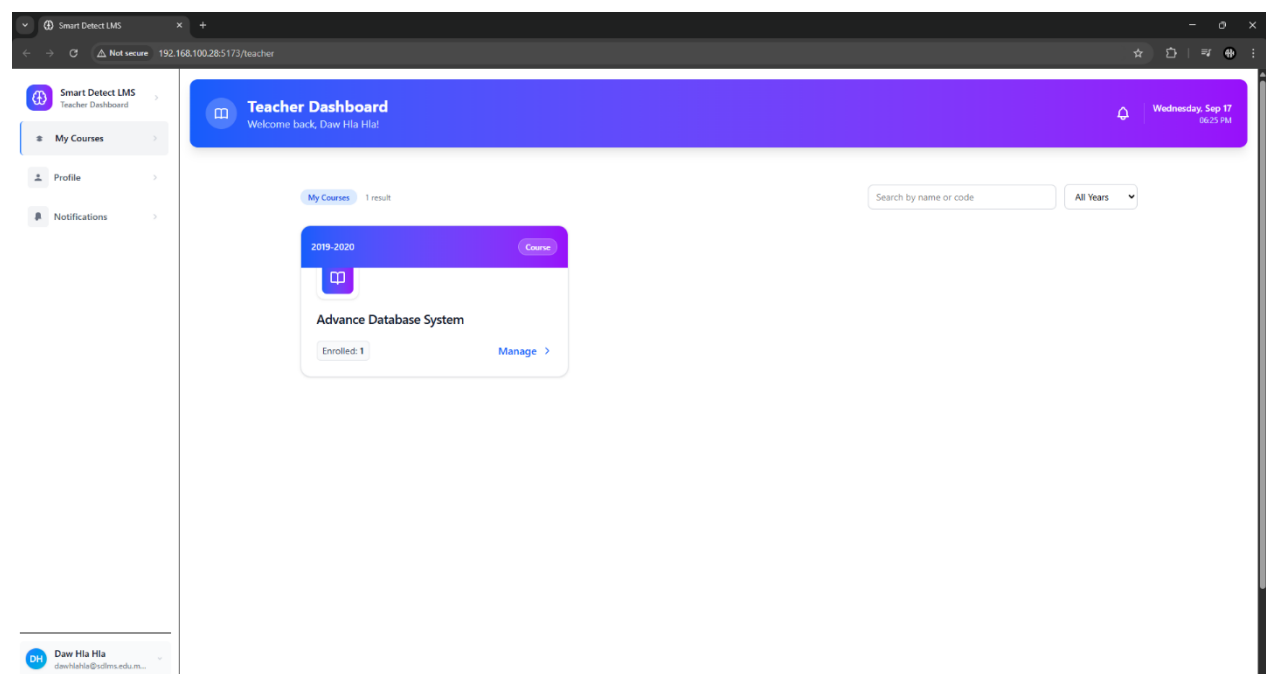 Smart Detect LMS
Not secure 192.168.100.28:5173/teacher
Smart Detect LMS
Teacher Dashboard
My Courses
Profile
Notifications
Teacher Dashboard
Welcome back, Daw Hla Hla!
Wednesday, Sep 17
06:25 PM
My Courses 1 result
Search by name or code
All Years
2019-2020
Course
Advance Database System
Enrolled: 1
Manage
DH
Daw Hla Hla
dawhlahla@sdlms.edu.m...